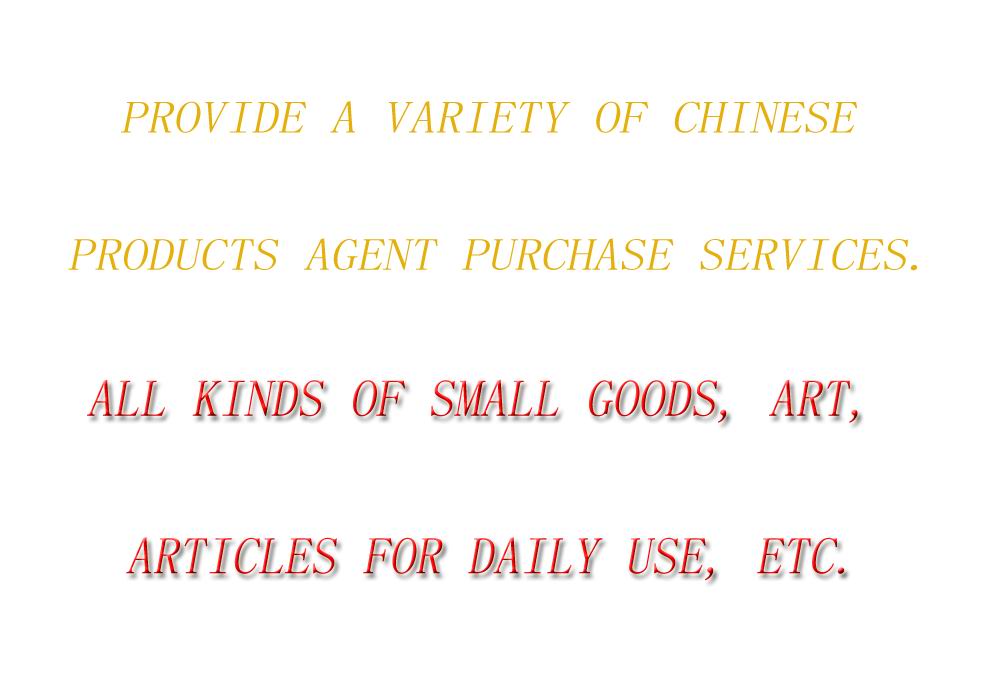 PROVIDE A VARIETY OF CHINESE
PRODUCTS AGENT PURCHASE SERVICES.
ALL KINDS OF SMALL GOODS, ART,
ARTICLES FOR DAILY USE, ETC.